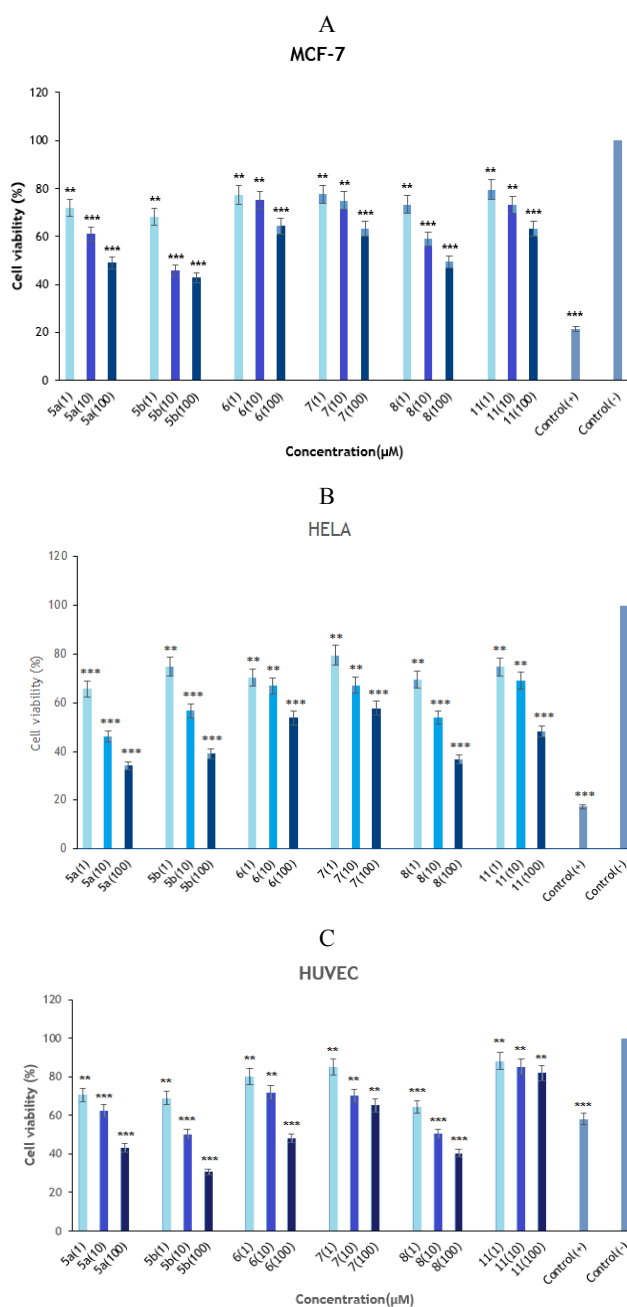 A
MCF-7
120
100
80
60
40
20
0
Cell viability (%)
** *** *** ** *** *** ** ** *** ** ** *** ** *** *** ** ** *** ***
5a(1) 5a(10) 5a(100) 5b(1) 5b(10) 5b(100) 6(1) 6(10) 6(100) 7(1) 7(10) 7(100) 8(1) 8(10) 8(100) 11(1) 11(10) 11(100) Control(+) Control(-)
Concentration(µM)
B
HELA
120
100
80
60
40
20
0
Cell viability (%)
*** *** *** ** *** *** ** ** *** ** ** *** ** *** *** ** ** *** ***
5a(1) 5a(10) 5a(100) 5b(1) 5b(10) 5b(100) 6(1) 6(10) 6(100) 7(1) 7(10) 7(100) 8(1) 8(10) 8(100) 11(1) 11(10) 11(100) Control(+) Control(-)
C
HUVEC
120
100
80
60
40
20
0
Cell viability (%)
** *** *** ** *** *** ** ** *** ** ** ** *** *** *** ** ** ** ***
5a(1) 5a(10) 5a(100) 5b(1) 5b(10) 5b(100) 6(1) 6(10) 6(100) 7(1) 7(10) 7(100) 8(1) 8(10) 8(100) 11(1) 11(10) 11(100) Control(+) Control(-)
Concentration(µM)